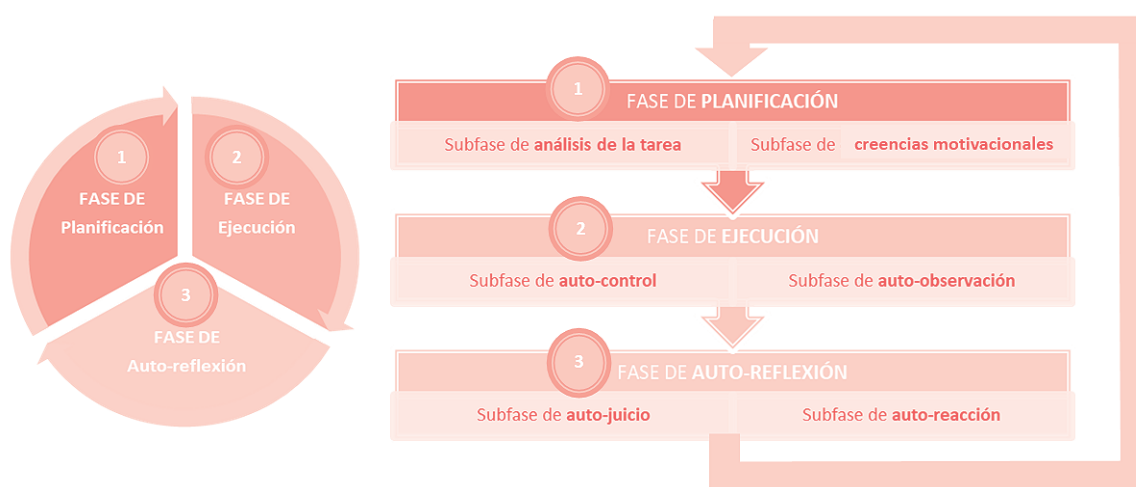 1
FASE DE
Planificación
2
FASE DE
Ejecución
3
FASE DE
Auto-reflexión
1
FASE DE PLANIFICACIÓN
Subfase de análisis de la tarea
Subfase de creencias motivacionales
2
FASE DE EJECUCIÓN
Subfase de auto-control
Subfase de auto-observación
3
FASE DE AUTO-REFLEXIÓN
Subfase de auto-juicio
Subfase de auto-reacción